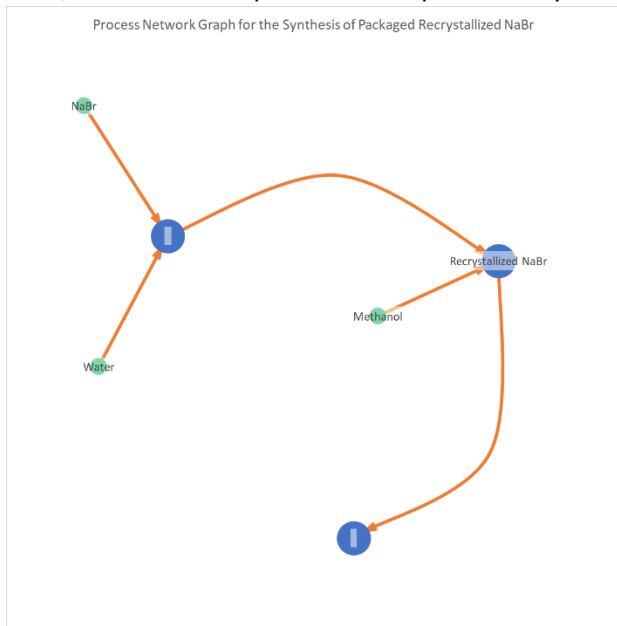 Process Network Graph for the Synthesis of Packaged Recrystallized NaBr
NaBr
Recrystallized NaBr
Methanol
Water